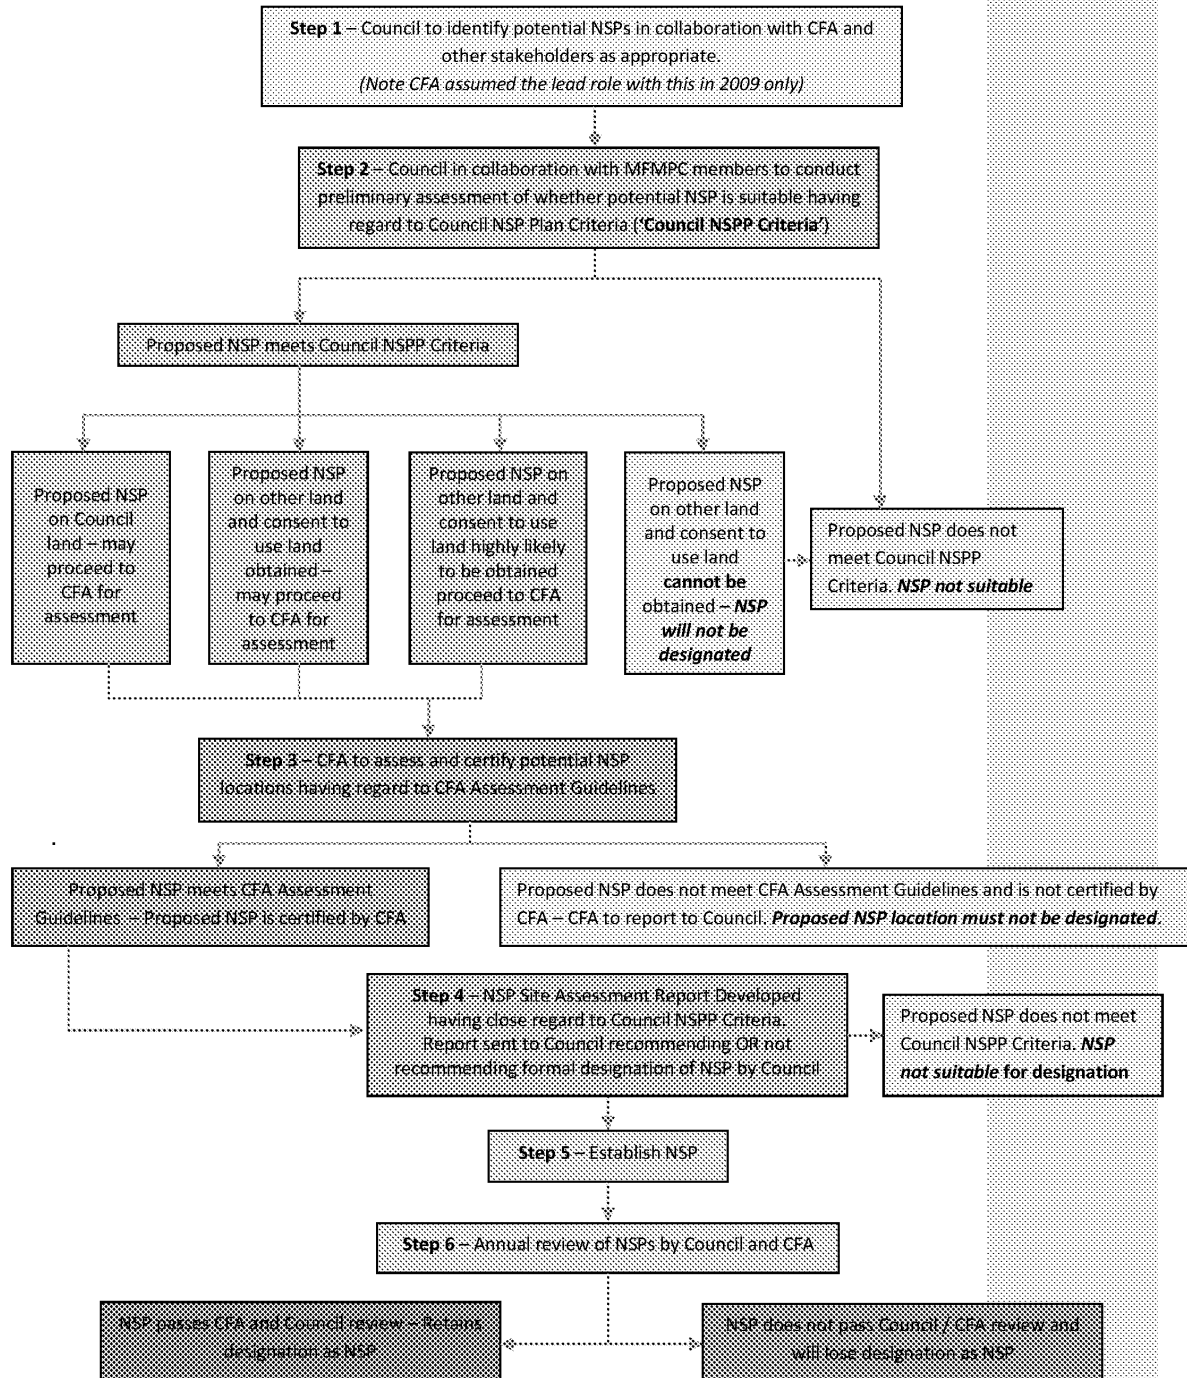 Step 1 – Council to identify potential NSPs in collaboration with CFA and
other stakeholders as appropriate.
(Note CFA assumed the lead role with this in 2009 only)
Step 2 – Council in collaboration with MFMPC members to conduct
preliminary assessment of whether potential NSP is suitable having
regard to Council NSP Plan Criteria (‘Council NSPP Criteria’)
Proposed NSP meets Council NSPP Criteria
Proposed NSP
on Council
land – may
proceed to
CFA for
assessment
Proposed NSP
on other land
and consent to
use land
obtained –
may proceed
to CFA for
assessment
Proposed NSP on
other land and
consent to use
land highly likely
to be obtained
proceed to CFA
for assessment
Proposed NSP
on other land
and consent to
use land
cannot be
obtained – NSP
will not be
designated
Proposed NSP does not
meet Council NSPP
Criteria. NSP not suitable
Step 3 – CFA to assess and certify potential NSP
locations having regard to CFA Assessment Guidelines
Proposed NSP meets CFA Assessment
Guidelines – Proposed NSP is certified by CFA
Proposed NSP does not meet CFA Assessment Guidelines and is not certified by
CFA – CFA to report to Council. Proposed NSP location must not be designated.
Step 4 – NSP Site Assessment Report Developed
having close regard to Council NSPP Criteria.
Report sent to Council recommending OR not
recommending formal designation of NSP by Council
Proposed NSP does not meet
Council NSPP Criteria. NSP
not suitable for designation
Step 5 – Establish NSP
Step 6 – Annual review of NSPs by Council and CFA
NSP passes CFA and Council review – Retains
designation as NSP
NSP does not pass Council / CFA review and
will lose designation as NSP